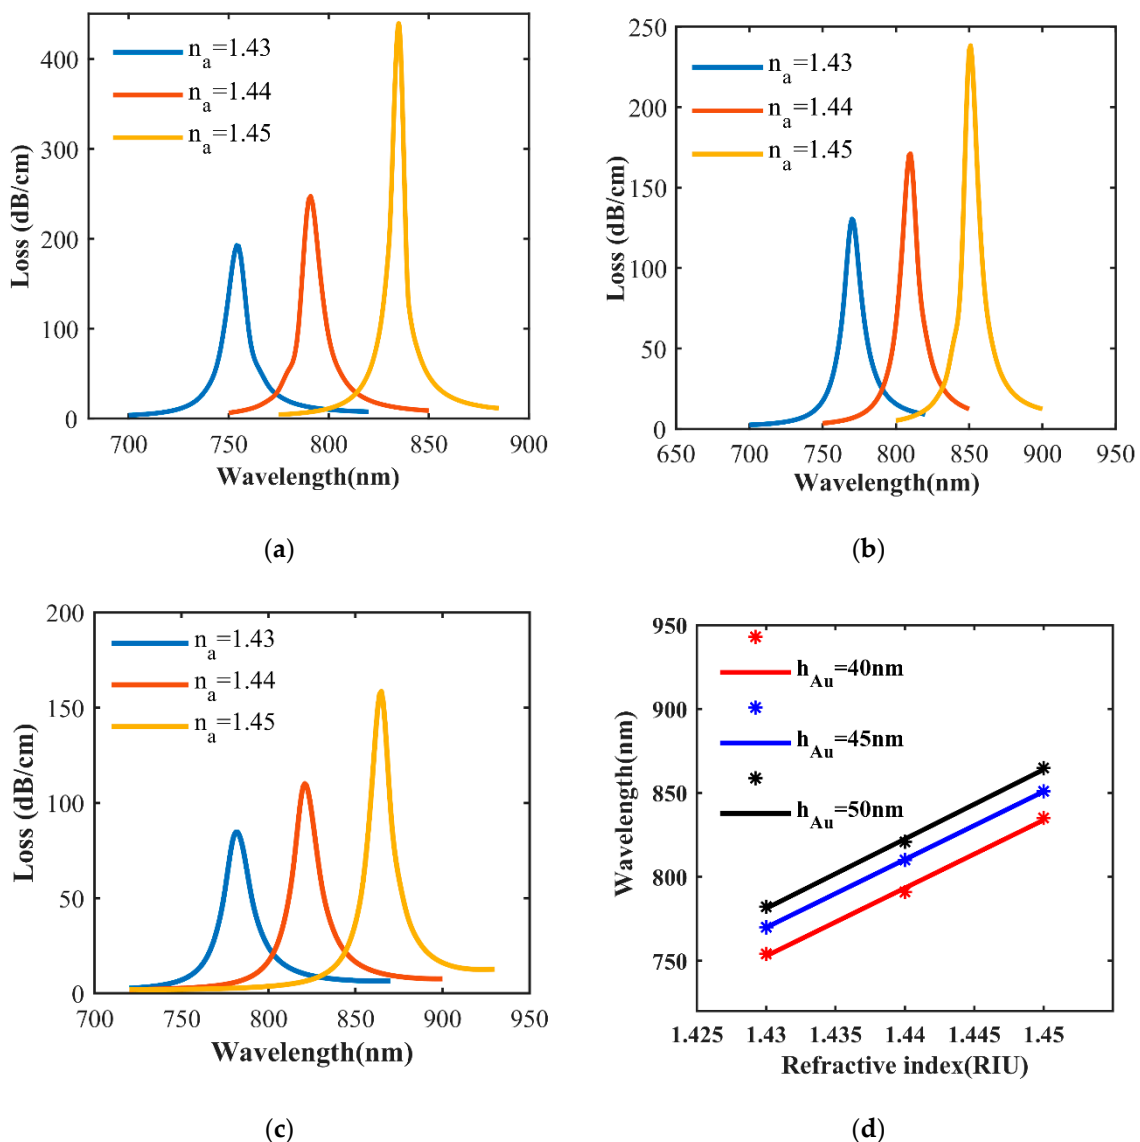 Loss (dB/cm)
400
300
200
100
0
n_a=1.43
n_a=1.44
n_a=1.45
700 750 800 850 900
Wavelength(nm)
(a)
Loss (dB/cm)
250
200
150
100
50
0
n_a=1.43
n_a=1.44
n_a=1.45
650 700 750 800 850 900 950
Wavelength(nm)
(b)
Loss (dB/cm)
200
150
100
50
0
n_a=1.43
n_a=1.44
n_a=1.45
700 750 800 850 900 950
Wavelength(nm)
(c)
Wavelength(nm)
950
900
850
800
750
h_Au=40nm
h_Au=45nm
h_Au=50nm
1.425 1.43 1.435 1.44 1.445 1.45
Refractive index(RIU)
(d)